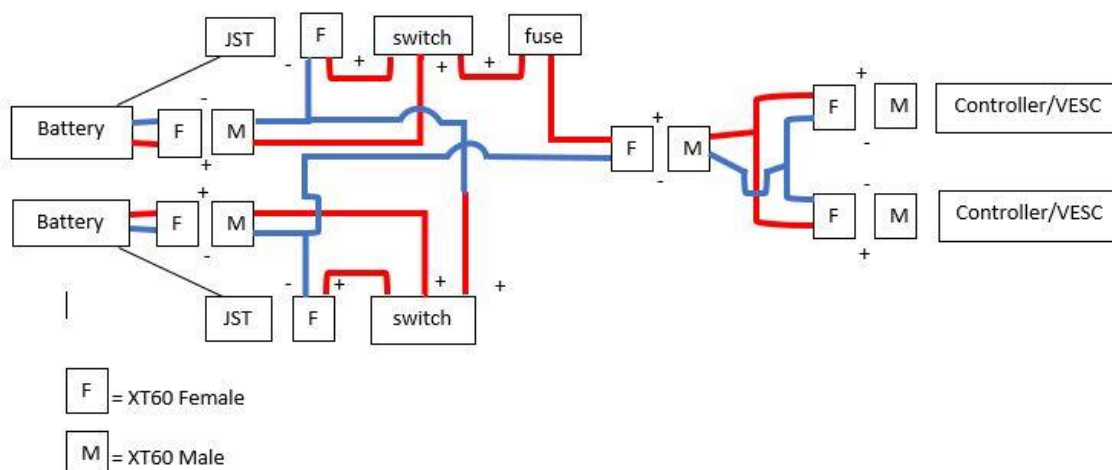 JST F switch fuse
- + + +
Battery F M - +
F M + -
+ F M - Controller/VESC
Battery F M + -
- F M + Controller/VESC
- + + +
JST F switch
F = XT60 Female
M = XT60 Male